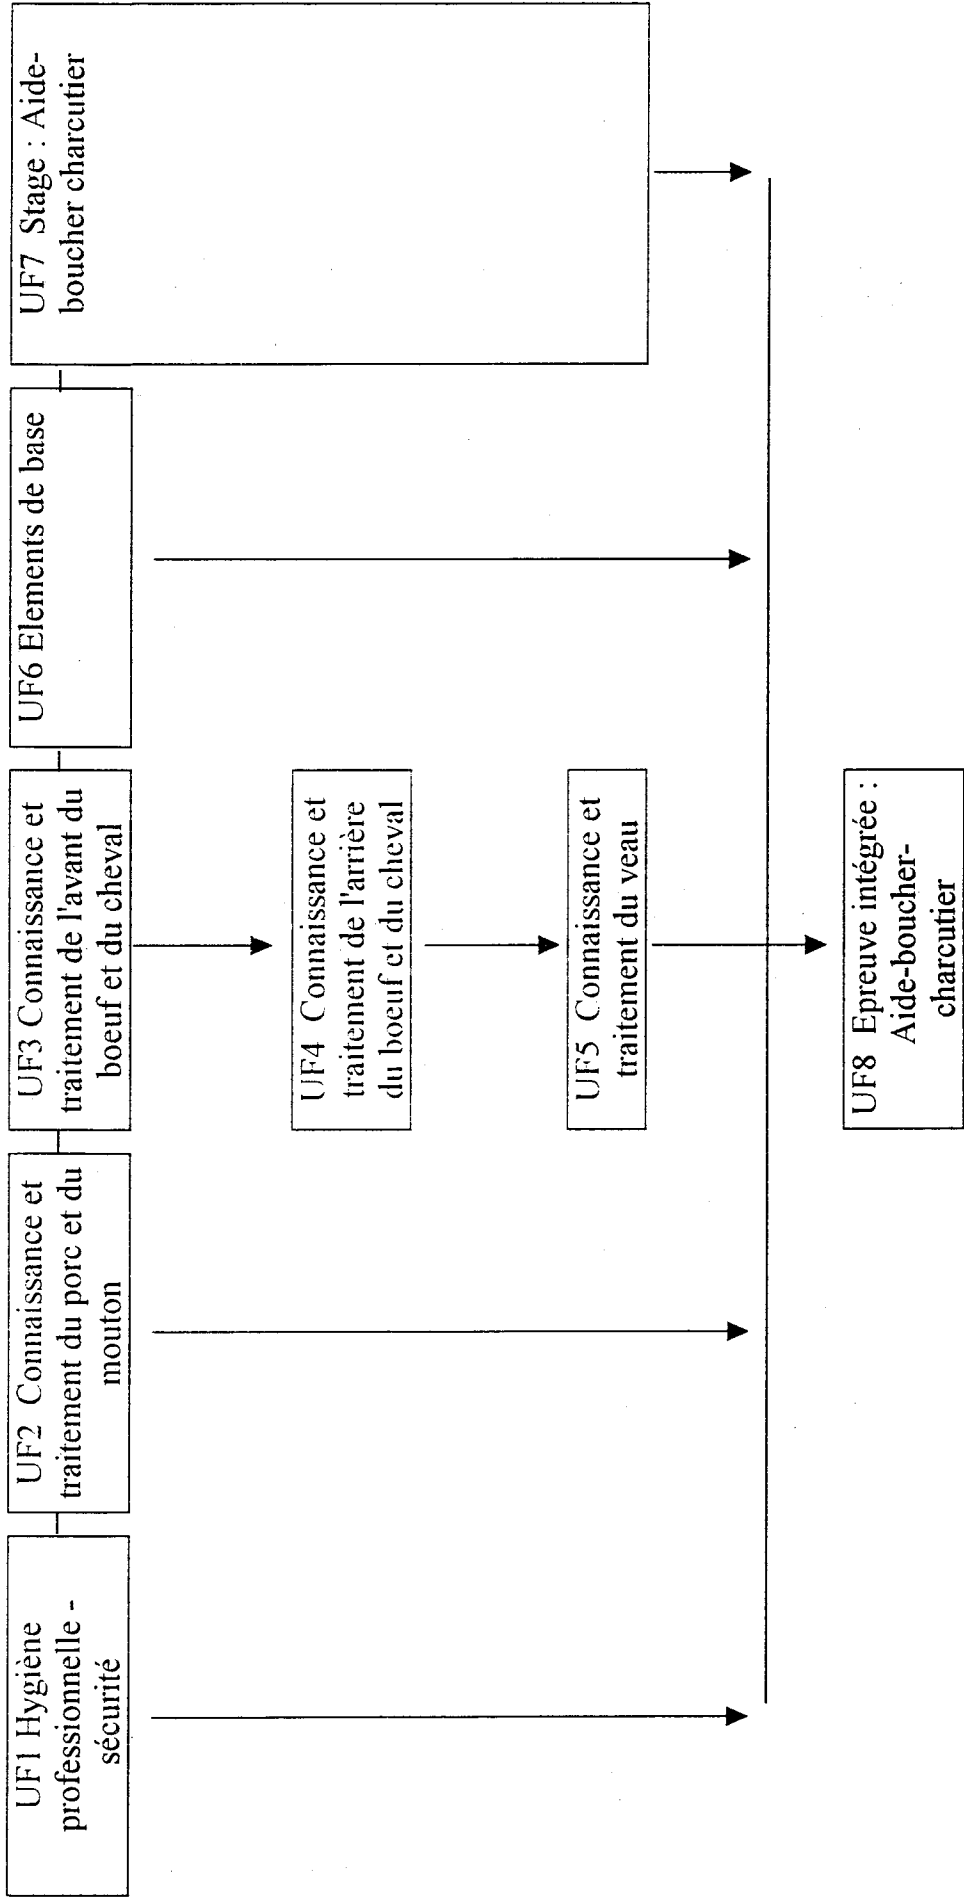 UF1 Hygiène
professionnelle -
sécurité
UF2 Connaissance et
traitement du porc et du
mouton
UF3 Connaissance et
traitement de l'avant du
boeuf et du cheval
UF6 Elements de base
UF7 Stage : Aide-
boucher charcutier
UF4 Connaissance et
traitement de l'arrière
du boeuf et du cheval
UF5 Connaissance et
traitement du veau
UF8 Epreuve intégrée :
Aide-boucher-
charcutier